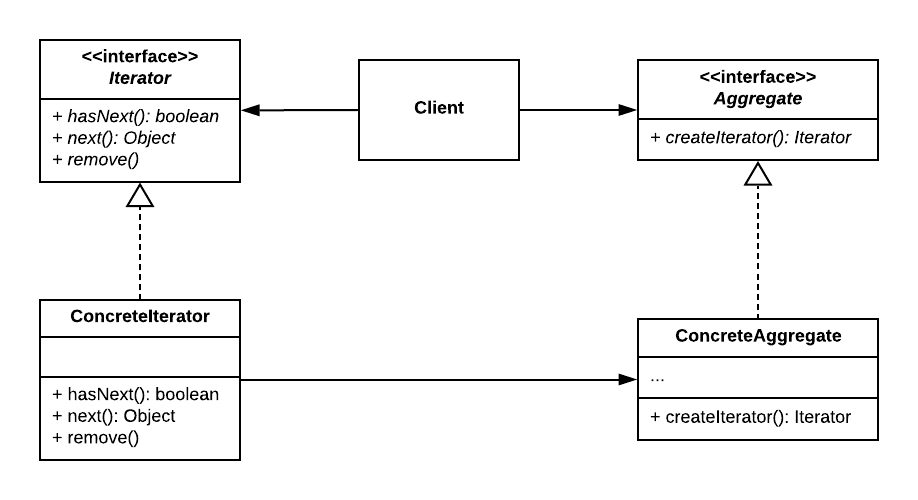 <<interface>>
Iterator
+ hasNext(): boolean
+ next(): Object
+ remove()
Client
<<interface>>
Aggregate
+ createIterator(): Iterator
ConcreteIterator
+ hasNext(): boolean
+ next(): Object
+ remove()
ConcreteAggregate
...
+ createIterator(): Iterator